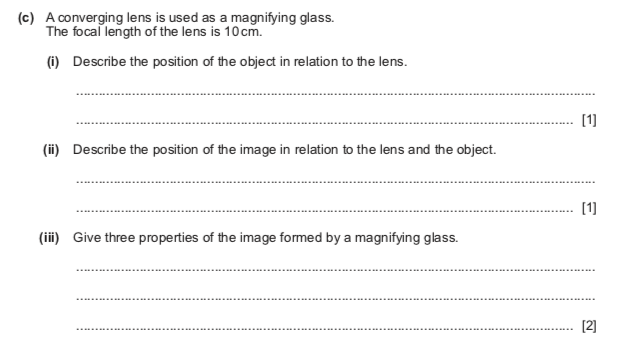 (c) A converging lens is used as a magnifying glass.
The focal length of the lens is 10 cm.
(i) Describe the position of the object in relation to the lens.
..........................................................................................................................................
..................................................................................................................................... [1]
(ii) Describe the position of the image in relation to the lens and the object.
..........................................................................................................................................
..................................................................................................................................... [1]
(iii) Give three properties of the image formed by a magnifying glass.
..........................................................................................................................................
..........................................................................................................................................
..................................................................................................................................... [2]